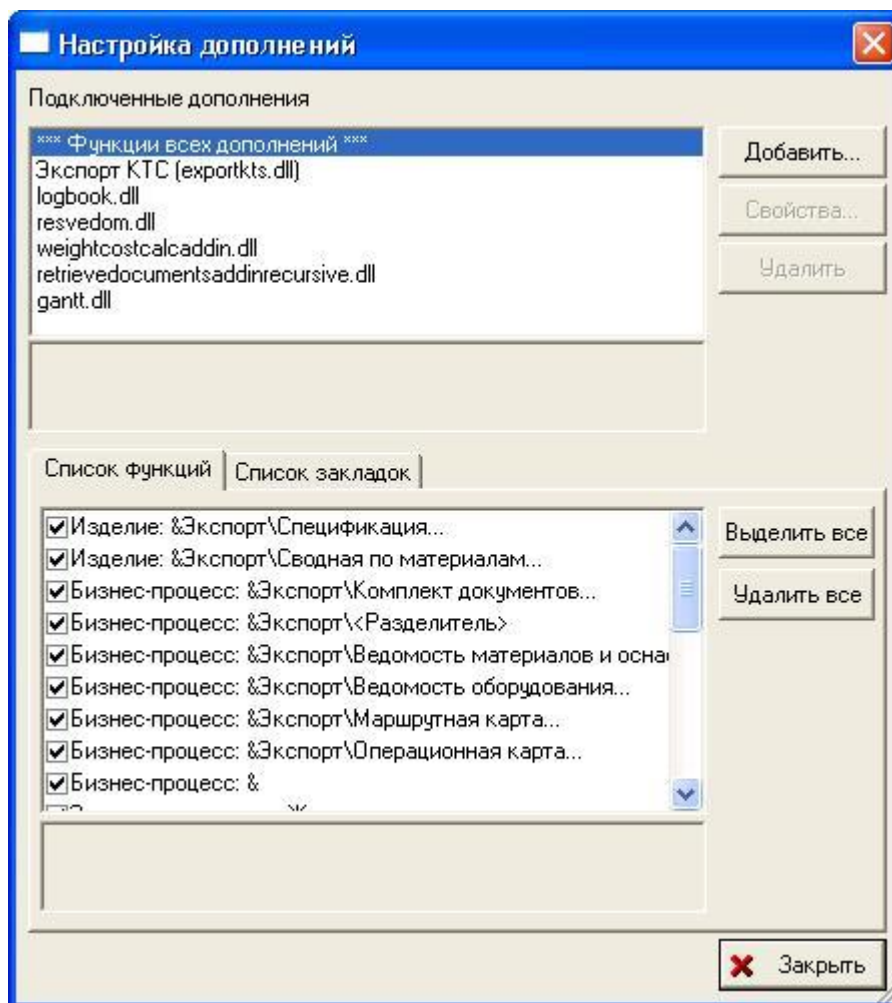 Настройка дополнений
Подключенные дополнения
*** Функции всех дополнений ***
Экспорт КТС (exportkts.dll)
logbook.dll
resvedom.dll
weightcostcalcaddin.dll
retrievedocumentsaddinrecursive.dll
gantt.dll
Добавить...
Свойства...
Удалить
Список функций
Список закладок
Изделие: &Экспорт\Спецификация...
Изделие: &Экспорт\Сводная по материалам...
Бизнес-процесс: &Экспорт\Комплект документов...
Бизнес-процесс: &Экспорт\<Разделитель>
Бизнес-процесс: &Экспорт\Ведомость материалов и осна
Бизнес-процесс: &Экспорт\Ведомость оборудования...
Бизнес-процесс: &Экспорт\Маршрутная карта...
Бизнес-процесс: &Экспорт\Операционная карта...
Бизнес-процесс: &
Выделить все
Удалить все
Закрыть